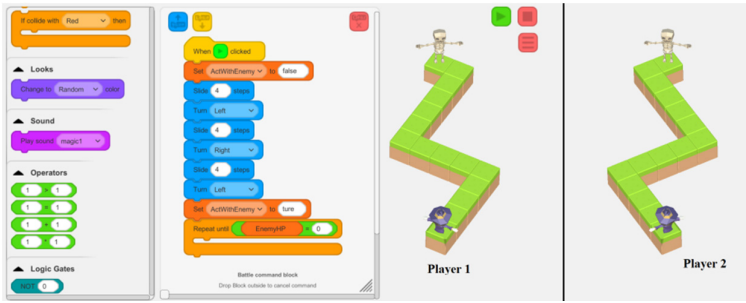 If collide with Red then
Looks
Change to Random color
Sound
Play sound magic1
Operators
1 + 1
1 = 1
1 + 1
1 * 1
Logic Gates
NOT 0
When clicked
Set ActWithEnemy to false
Slide 4 steps
Turn Left
Slide 4 steps
Turn Right
Slide 4 steps
Turn Left
Set ActWithEnemy to ture
Repeat until EnemyHP = 0
Battle command block
Drop Block outside to cancel command
Player 1
Player 2